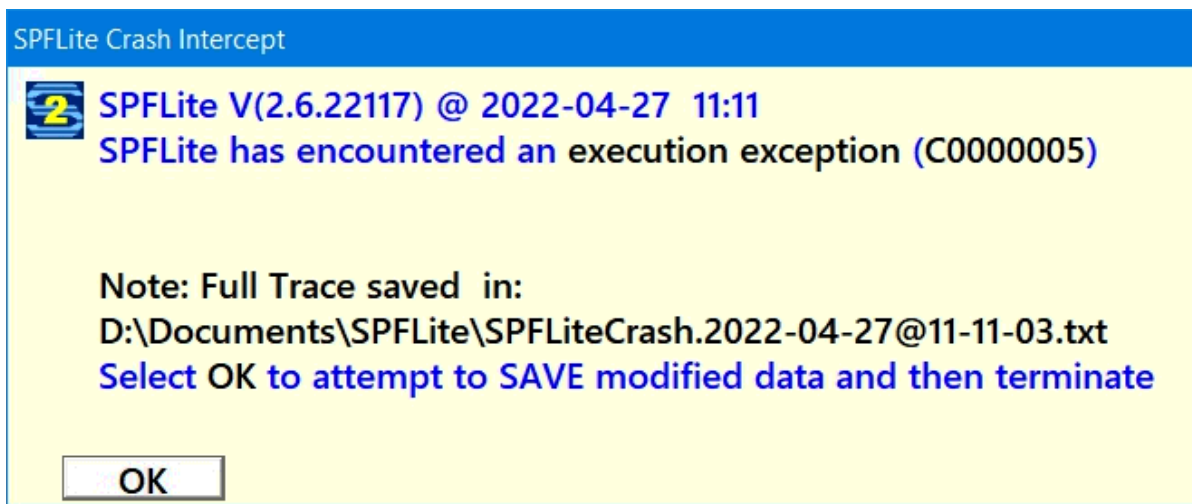 SPFLite Crash Intercept
2
SPFLite V(2.6.22117) @ 2022-04-27  11:11
SPFLite has encountered an execution exception (C0000005)
Note: Full Trace saved  in:
D:\Documents\SPFLite\SPFLiteCrash.2022-04-27@11-11-03.txt
Select OK to attempt to SAVE modified data and then terminate
OK